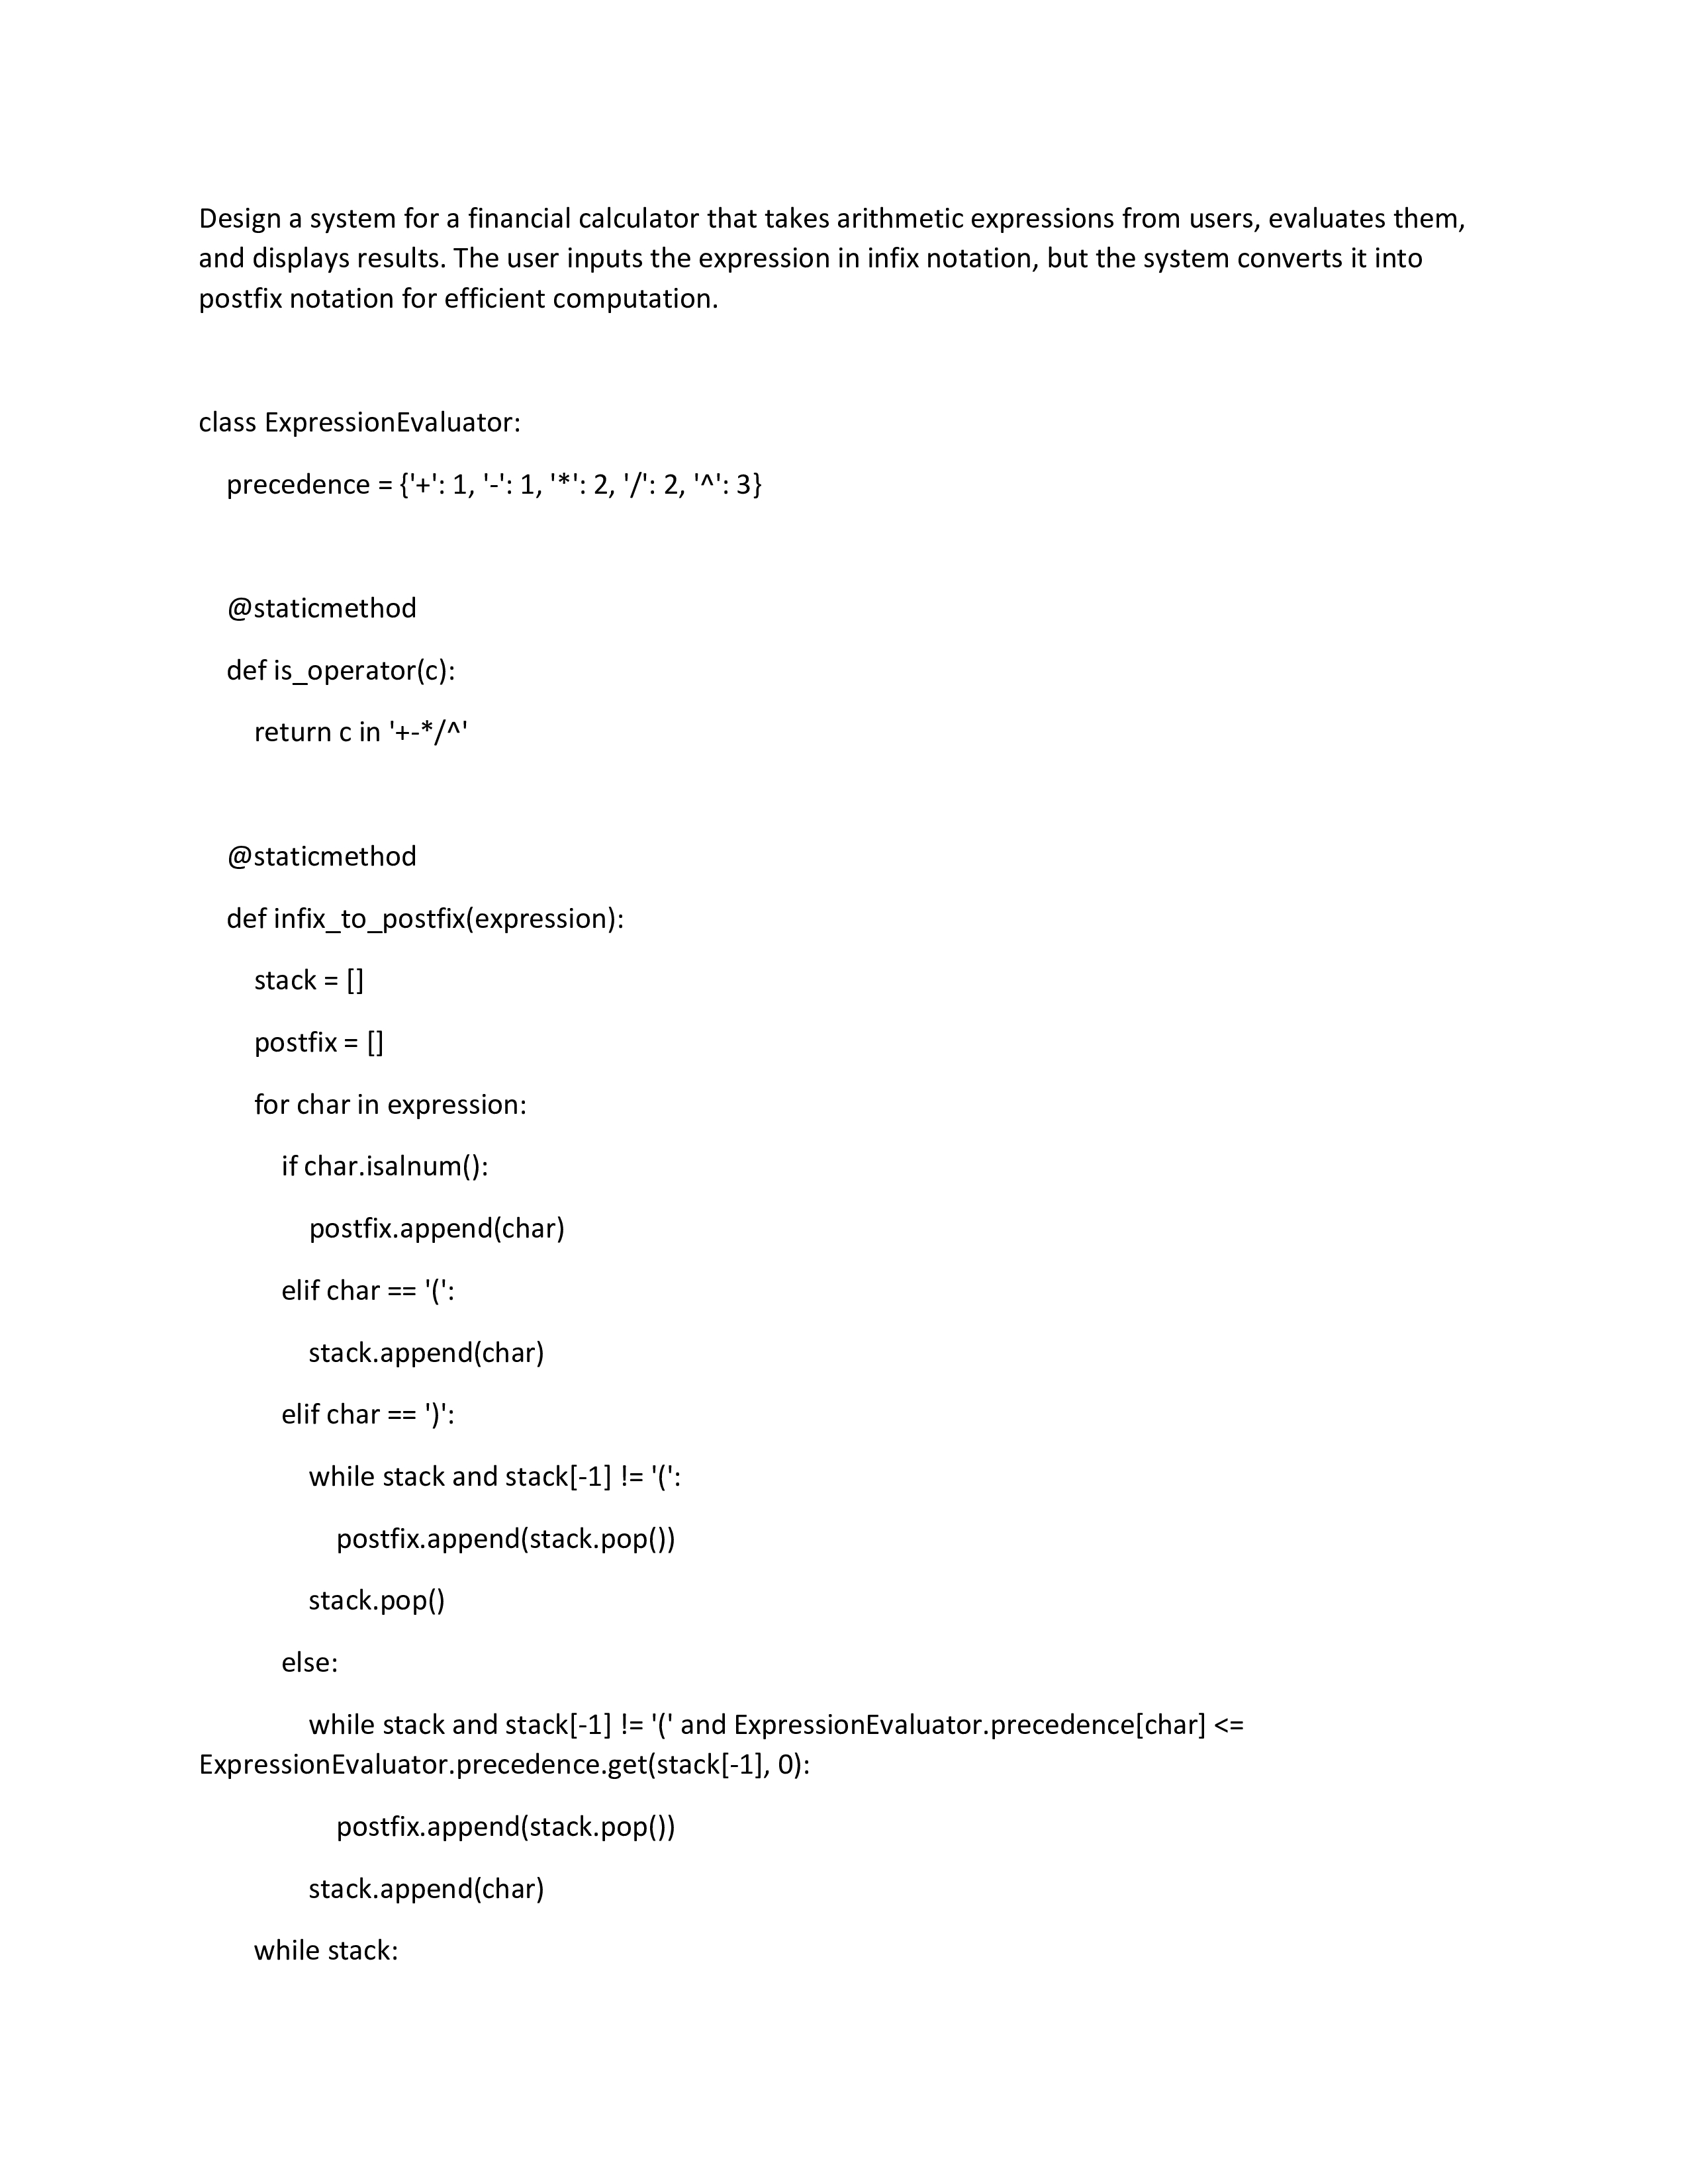 Design a system for a financial calculator that takes arithmetic expressions from users, evaluates them,
and displays results. The user inputs the expression in infix notation, but the system converts it into
postfix notation for efficient computation.
class ExpressionEvaluator:
    precedence = {'+': 1, '-': 1, '*': 2, '/': 2, '^': 3}
    @staticmethod
    def is_operator(c):
        return c in '+-*/^'
    @staticmethod
    def infix_to_postfix(expression):
        stack = []
        postfix = []
        for char in expression:
            if char.isalnum():
                postfix.append(char)
            elif char == '(':
                stack.append(char)
            elif char == ')':
                while stack and stack[-1] != '(':
                    postfix.append(stack.pop())
                stack.pop()
            else:
                while stack and stack[-1] != '(' and ExpressionEvaluator.precedence[char] <=
ExpressionEvaluator.precedence.get(stack[-1], 0):
                    postfix.append(stack.pop())
                stack.append(char)
        while stack: